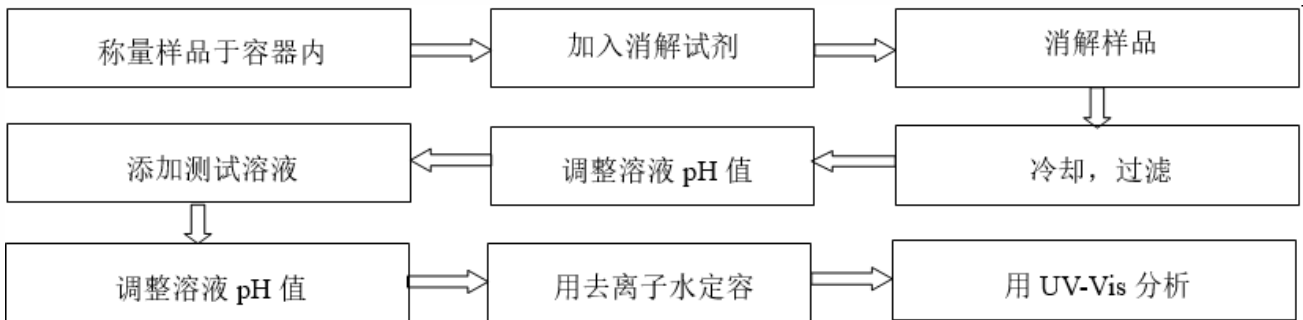 称量样品于容器内
加入消解试剂
消解样品
冷却，过滤
调整溶液 pH 值
添加测试溶液
调整溶液 pH 值
用去离子水定容
用 UV-Vis 分析